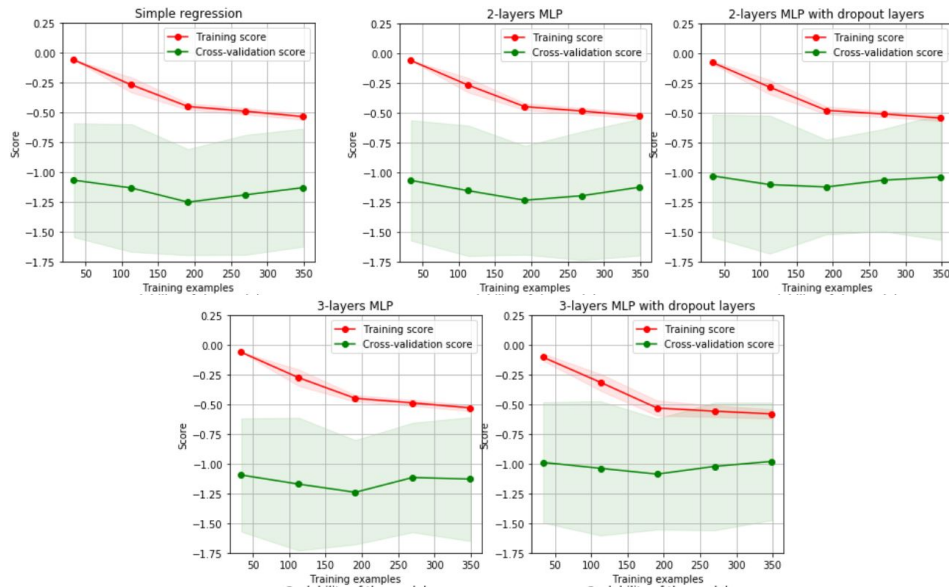 Simple regression
0.25
0.00
−0.25
−0.50
−0.75
−1.00
−1.25
−1.50
−1.75
Score
Training score
Cross-validation score
50 100 150 200 250 300 350
Training examples
2-layers MLP
0.25
0.00
−0.25
−0.50
−0.75
−1.00
−1.25
−1.50
−1.75
Score
Training score
Cross-validation score
50 100 150 200 250 300 350
Training examples
2-layers MLP with dropout layers
0.25
0.00
−0.25
−0.50
−0.75
−1.00
−1.25
−1.50
−1.75
Score
Training score
Cross-validation score
50 100 150 200 250 300 350
Training examples
3-layers MLP
0.25
0.00
−0.25
−0.50
−0.75
−1.00
−1.25
−1.50
−1.75
Score
Training score
Cross-validation score
50 100 150 200 250 300 350
Training examples
3-layers MLP with dropout layers
0.25
0.00
−0.25
−0.50
−0.75
−1.00
−1.25
−1.50
−1.75
Score
Training score
Cross-validation score
50 100 150 200 250 300 350
Training examples